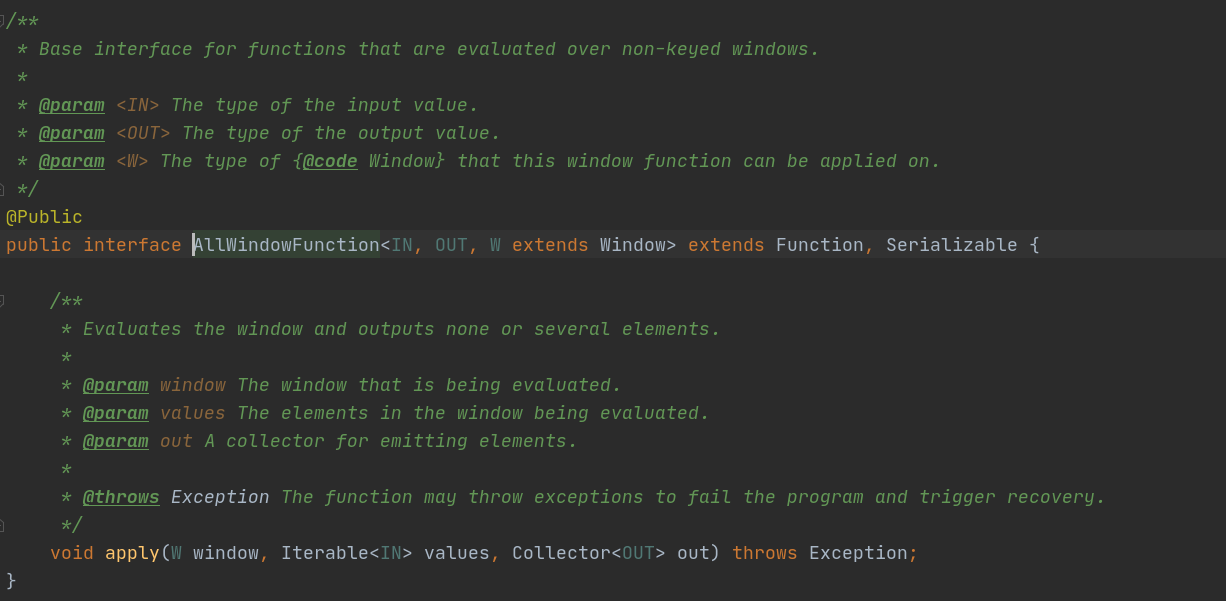 /**
 * Base interface for functions that are evaluated over non-keyed windows.
 *
 * @param <IN> The type of the input value.
 * @param <OUT> The type of the output value.
 * @param <W> The type of {@code Window} that this window function can be applied on.
 */
@Public
public interface AllWindowFunction<IN, OUT, W extends Window> extends Function, Serializable {
    /**
     * Evaluates the window and outputs none or several elements.
     *
     * @param window The window that is being evaluated.
     * @param values The elements in the window being evaluated.
     * @param out A collector for emitting elements.
     *
     * @throws Exception The function may throw exceptions to fail the program and trigger recovery.
     */
    void apply(W window, Iterable<IN> values, Collector<OUT> out) throws Exception;
}